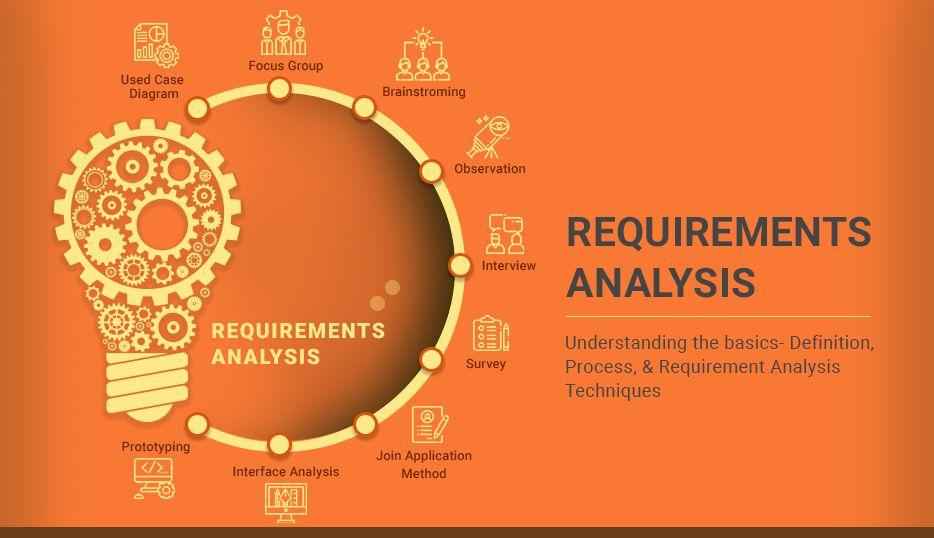 Used Case
Diagram
Focus Group
Brainstroming
Observation
Interview
Survey
Join Application
Method
Interface Analysis
Prototyping
REQUIREMENTS
ANALYSIS
REQUIREMENTS
ANALYSIS
Understanding the basics- Definition,
Process, & Requirement Analysis
Techniques